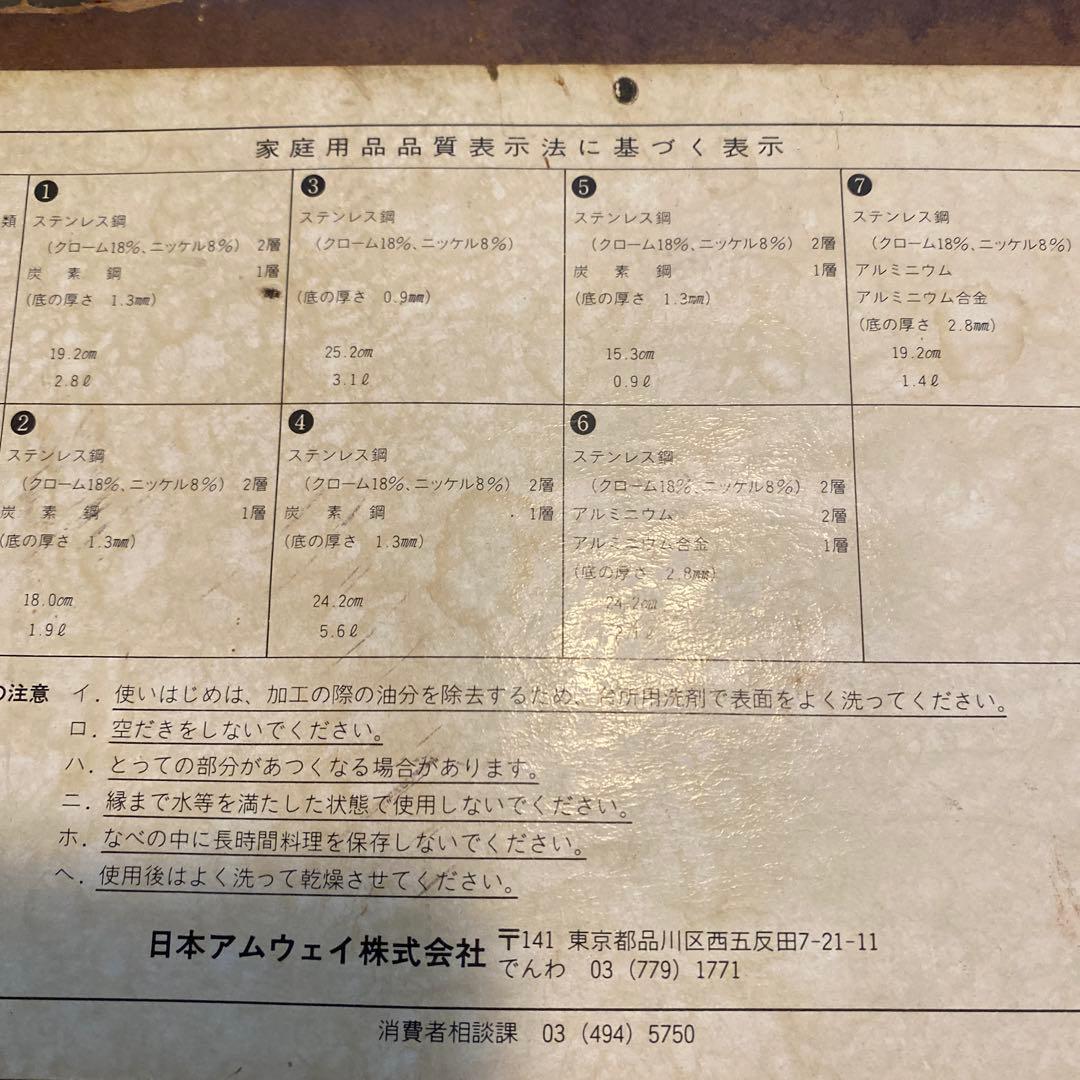 家庭用品品質表示法に基づく表示
類
❶
ステンレス鋼
(クローム18%、ニッケル8%) 2層
炭素鋼 1層
(底の厚さ 1.3mm)
19.2cm
2.8ℓ
❸
ステンレス鋼
(クローム18%、ニッケル8%)
(底の厚さ 0.9mm)
25.2cm
3.1ℓ
❺
ステンレス鋼
(クローム18%、ニッケル8%) 2層
炭素鋼 1層
(底の厚さ 1.3mm)
15.3cm
0.9ℓ
❼
ステンレス鋼
(クローム18%、ニッケル8%)
アルミニウム
アルミニウム合金
(底の厚さ 2.8mm)
19.2cm
1.4ℓ
❷
ステンレス鋼
(クローム18%、ニッケル8%) 2層
炭素鋼 1層
(底の厚さ 1.3mm)
18.0cm
1.9ℓ
❹
ステンレス鋼
(クローム18%、ニッケル8%) 2層
炭素鋼 1層
(底の厚さ 1.3mm)
24.2cm
5.6ℓ
❻
ステンレス鋼
(クローム18%、ニッケル8%) 2層
アルミニウム 2層
アルミニウム合金 1層
(底の厚さ 2.8mm)
24.2cm
の注意 イ. 使いはじめは、加工の際の油分を除去するため、台所用洗剤で表面をよく洗ってください。
ロ. 空だきをしないでください。
ハ. とっての部分があつくなる場合があります。
ニ. 縁まで水等を満たした状態で使用しないでください。
ホ. なべの中に長時間料理を保存しないでください。
ヘ. 使用後はよく洗って乾燥させてください。
日本アムウェイ株式会社 〒141 東京都品川区西五反田7-21-11
でんわ 03 (779) 1771
消費者相談課 03 (494) 5750